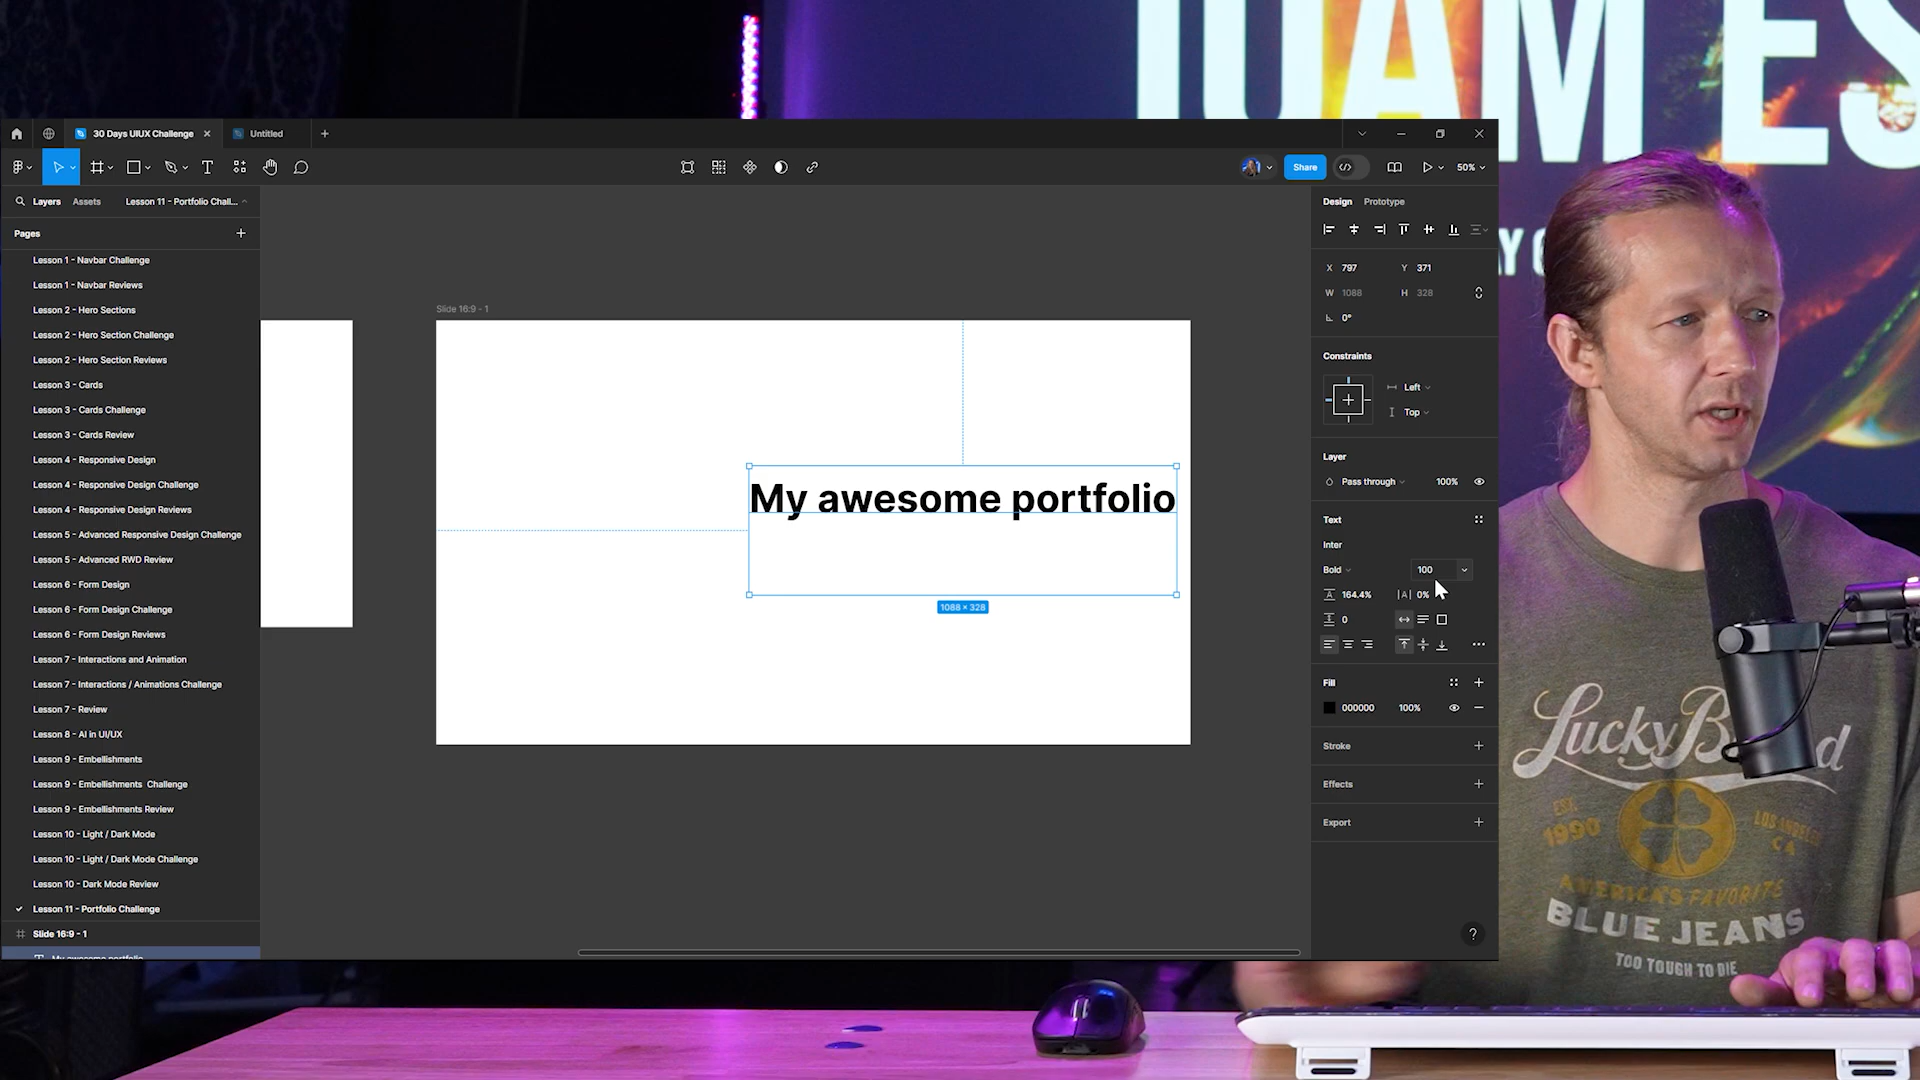 30 Days UIUX Challenge
Untitled
Share
50%
Layers
Assets
Lesson 11 - Portfolio Chall...
Pages
Lesson 1 - Navbar Challenge
Lesson 1 - Navbar Reviews
Lesson 2 - Hero Sections
Lesson 2 - Hero Section Challenge
Lesson 2 - Hero Section Reviews
Lesson 3 - Cards
Lesson 3 - Cards Challenge
Lesson 3 - Cards Review
Lesson 4 - Responsive Design
Lesson 4 - Responsive Design Challenge
Lesson 4 - Responsive Design Reviews
Lesson 5 - Advanced Responsive Design Challenge
Lesson 5 - Advanced RWD Review
Lesson 6 - Form Design
Lesson 6 - Form Design Challenge
Lesson 6 - Form Design Reviews
Lesson 7 - Interactions and Animation
Lesson 7 - Interactions / Animations Challenge
Lesson 7 - Review
Lesson 8 - AI in UI/UX
Lesson 9 - Embellishments
Lesson 9 - Embellishments  Challenge
Lesson 9 - Embellishments Review
Lesson 10 - Light / Dark Mode
Lesson 10 - Light / Dark Mode Challenge
Lesson 10 - Dark Mode Review
Lesson 11 - Portfolio Challenge
Slide 16:9 - 1
My awesome portfolio
Slide 16:9 - 1
My awesome portfolio
1088 × 328
Design
Prototype
X 797
Y 371
W 1088
H 328
0°
Constraints
Left
Top
Layer
Pass through
100%
Text
Inter
Bold
100
164.4%
|A| 0%
0
Fill
000000
100%
Stroke
Effects
Export
?
Lucky
EST.
1990
LOS ANGELES
CA
AMERICA'S FAVORITE
BLUE JEANS
TOO TOUGH TO DIE